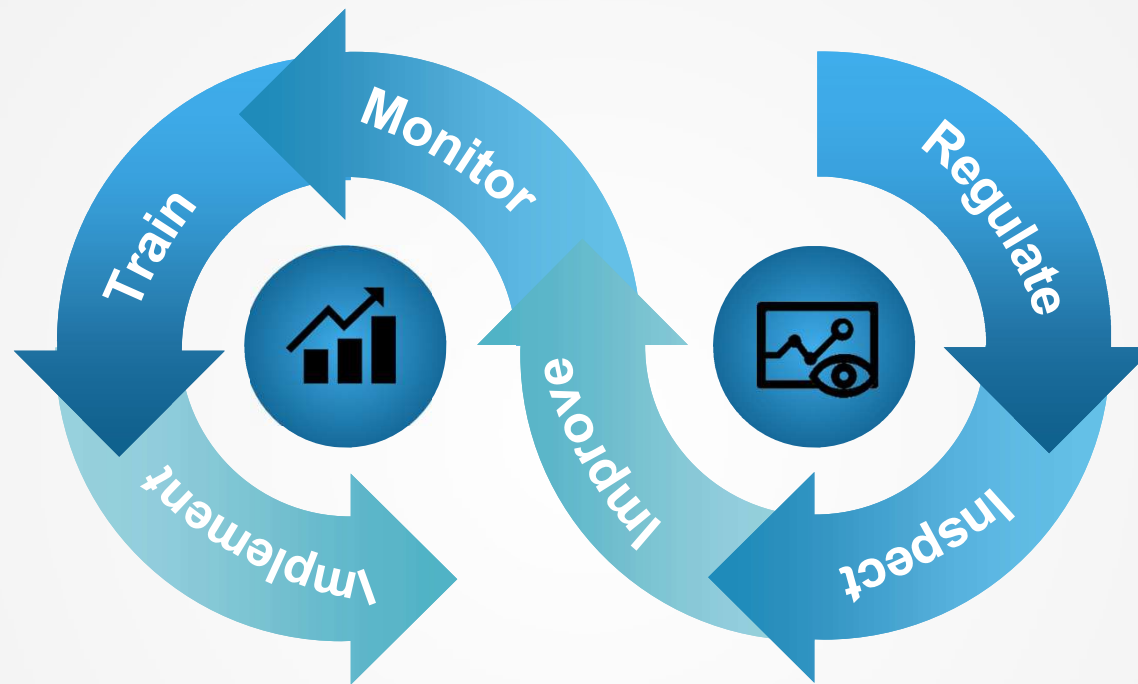 Regulate
Inspect
Improve
Monitor
Train
Implement